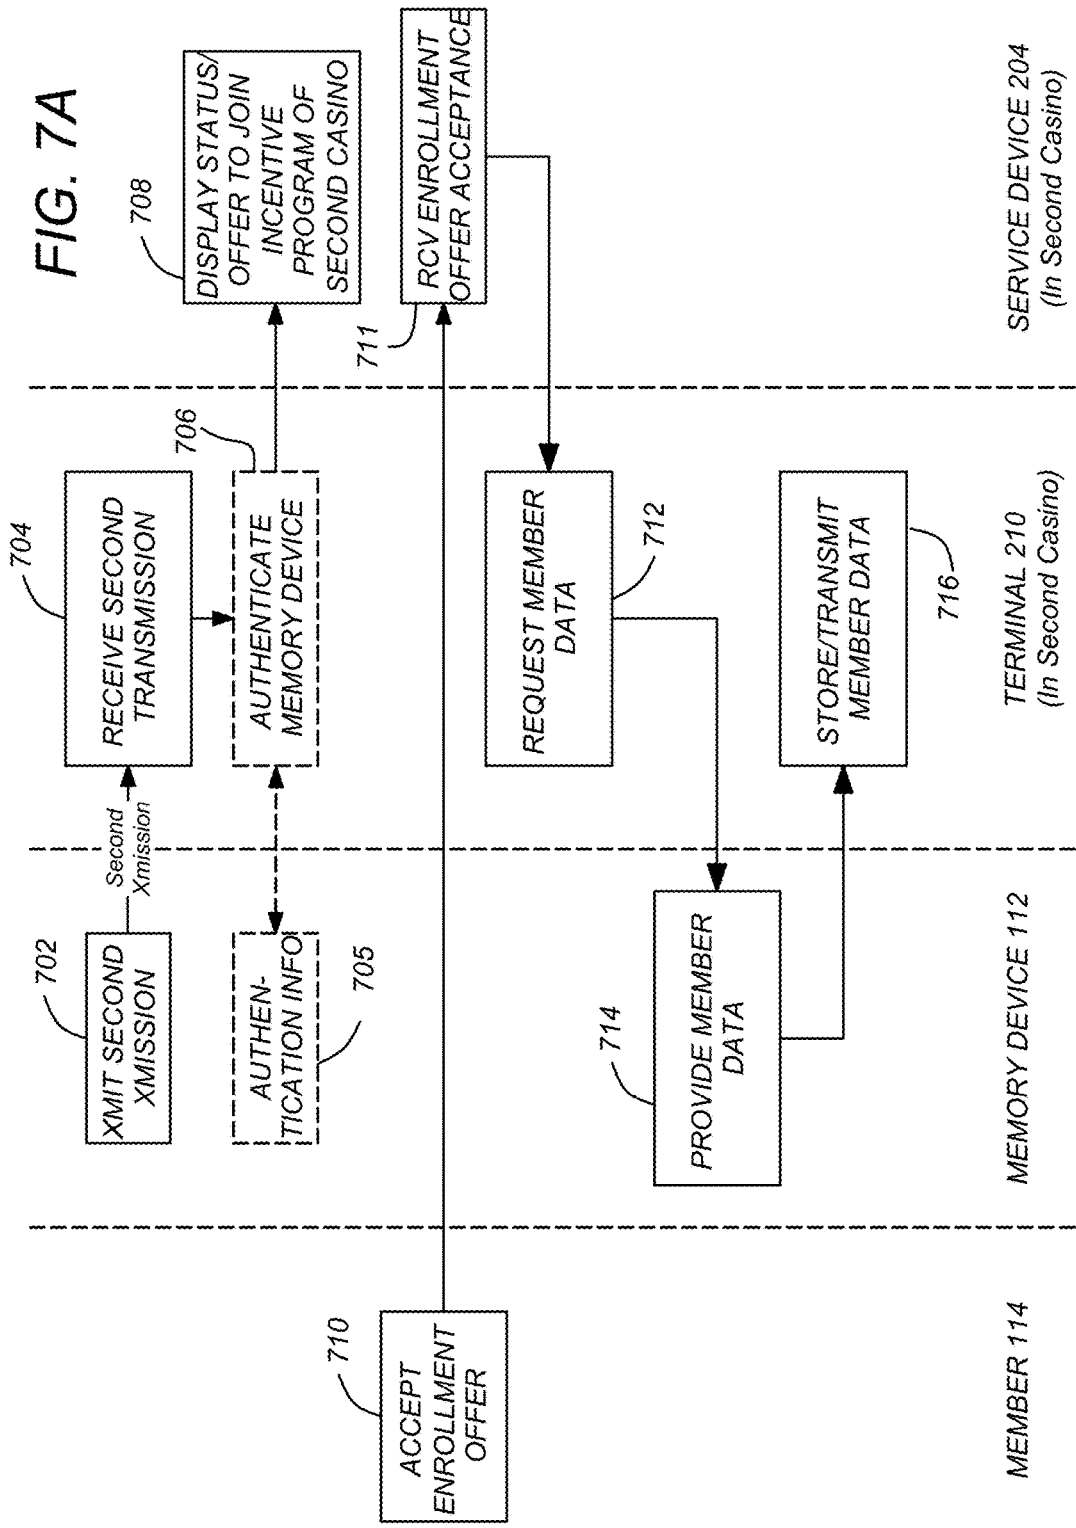 FIG. 7A
702
XMIT SECOND
XMISSION
Second
Xmission
704
RECEIVE SECOND
TRANSMISSION
705
AUTHEN-
TICATION INFO
706
AUTHENTICATE
MEMORY DEVICE
708
DISPLAY STATUS/
OFFER TO JOIN
INCENTIVE
PROGRAM OF
SECOND CASINO
710
ACCEPT
ENROLLMENT
OFFER
711
RCV ENROLLMENT
OFFER ACCEPTANCE
712
REQUEST MEMBER
DATA
714
PROVIDE MEMBER
DATA
716
STORE/TRANSMIT
MEMBER DATA
MEMBER 114
MEMORY DEVICE 112
TERMINAL 210
(In Second Casino)
SERVICE DEVICE 204
(In Second Casino)